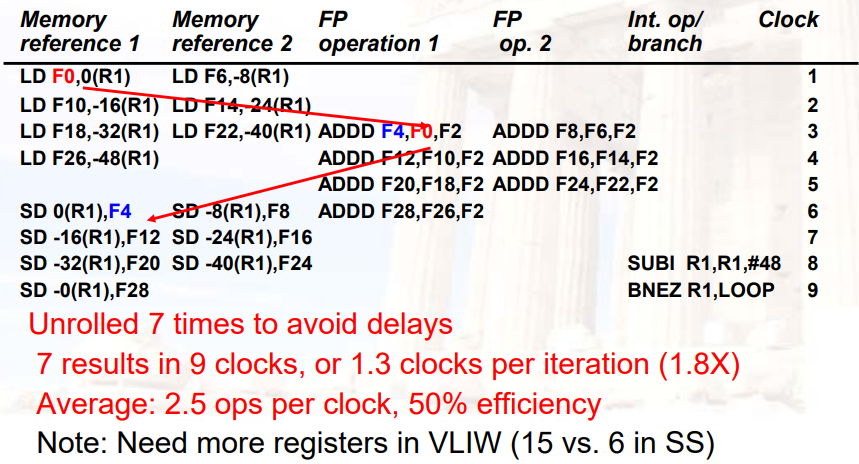 Memory reference 1 Memory reference 2 FP operation 1 FP op. 2 Int. op/ branch Clock
LD F0,0(R1) LD F6,-8(R1) 1
LD F10,-16(R1) LD F14,-24(R1) 2
LD F18,-32(R1) LD F22,-40(R1) ADDD F4,F0,F2 ADDD F8,F6,F2 3
LD F26,-48(R1) ADDD F12,F10,F2 ADDD F16,F14,F2 4
ADDD F20,F18,F2 ADDD F24,F22,F2 5
SD 0(R1),F4 SD -8(R1),F8 ADDD F28,F26,F2 6
SD -16(R1),F12 SD -24(R1),F16 7
SD -32(R1),F20 SD -40(R1),F24 SUBI R1,R1,#48 8
SD -0(R1),F28 BNEZ R1,LOOP 9
Unrolled 7 times to avoid delays
7 results in 9 clocks, or 1.3 clocks per iteration (1.8X)
Average: 2.5 ops per clock, 50% efficiency
Note: Need more registers in VLIW (15 vs. 6 in SS)